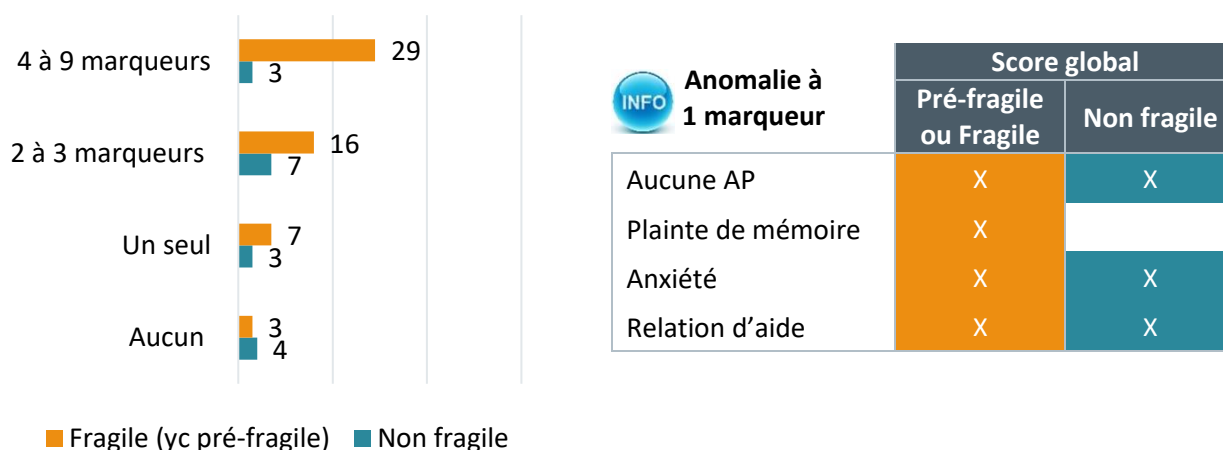 4 à 9 marqueurs
29
3
2 à 3 marqueurs
16
7
Un seul
7
3
Aucun
3
4
Fragile (yc pré-fragile) Non fragile
INFO
Anomalie à
1 marqueur
Score global
Pré-fragile
ou Fragile
Non fragile
Aucune AP X X
Plainte de mémoire X
Anxiété X X
Relation d’aide X X